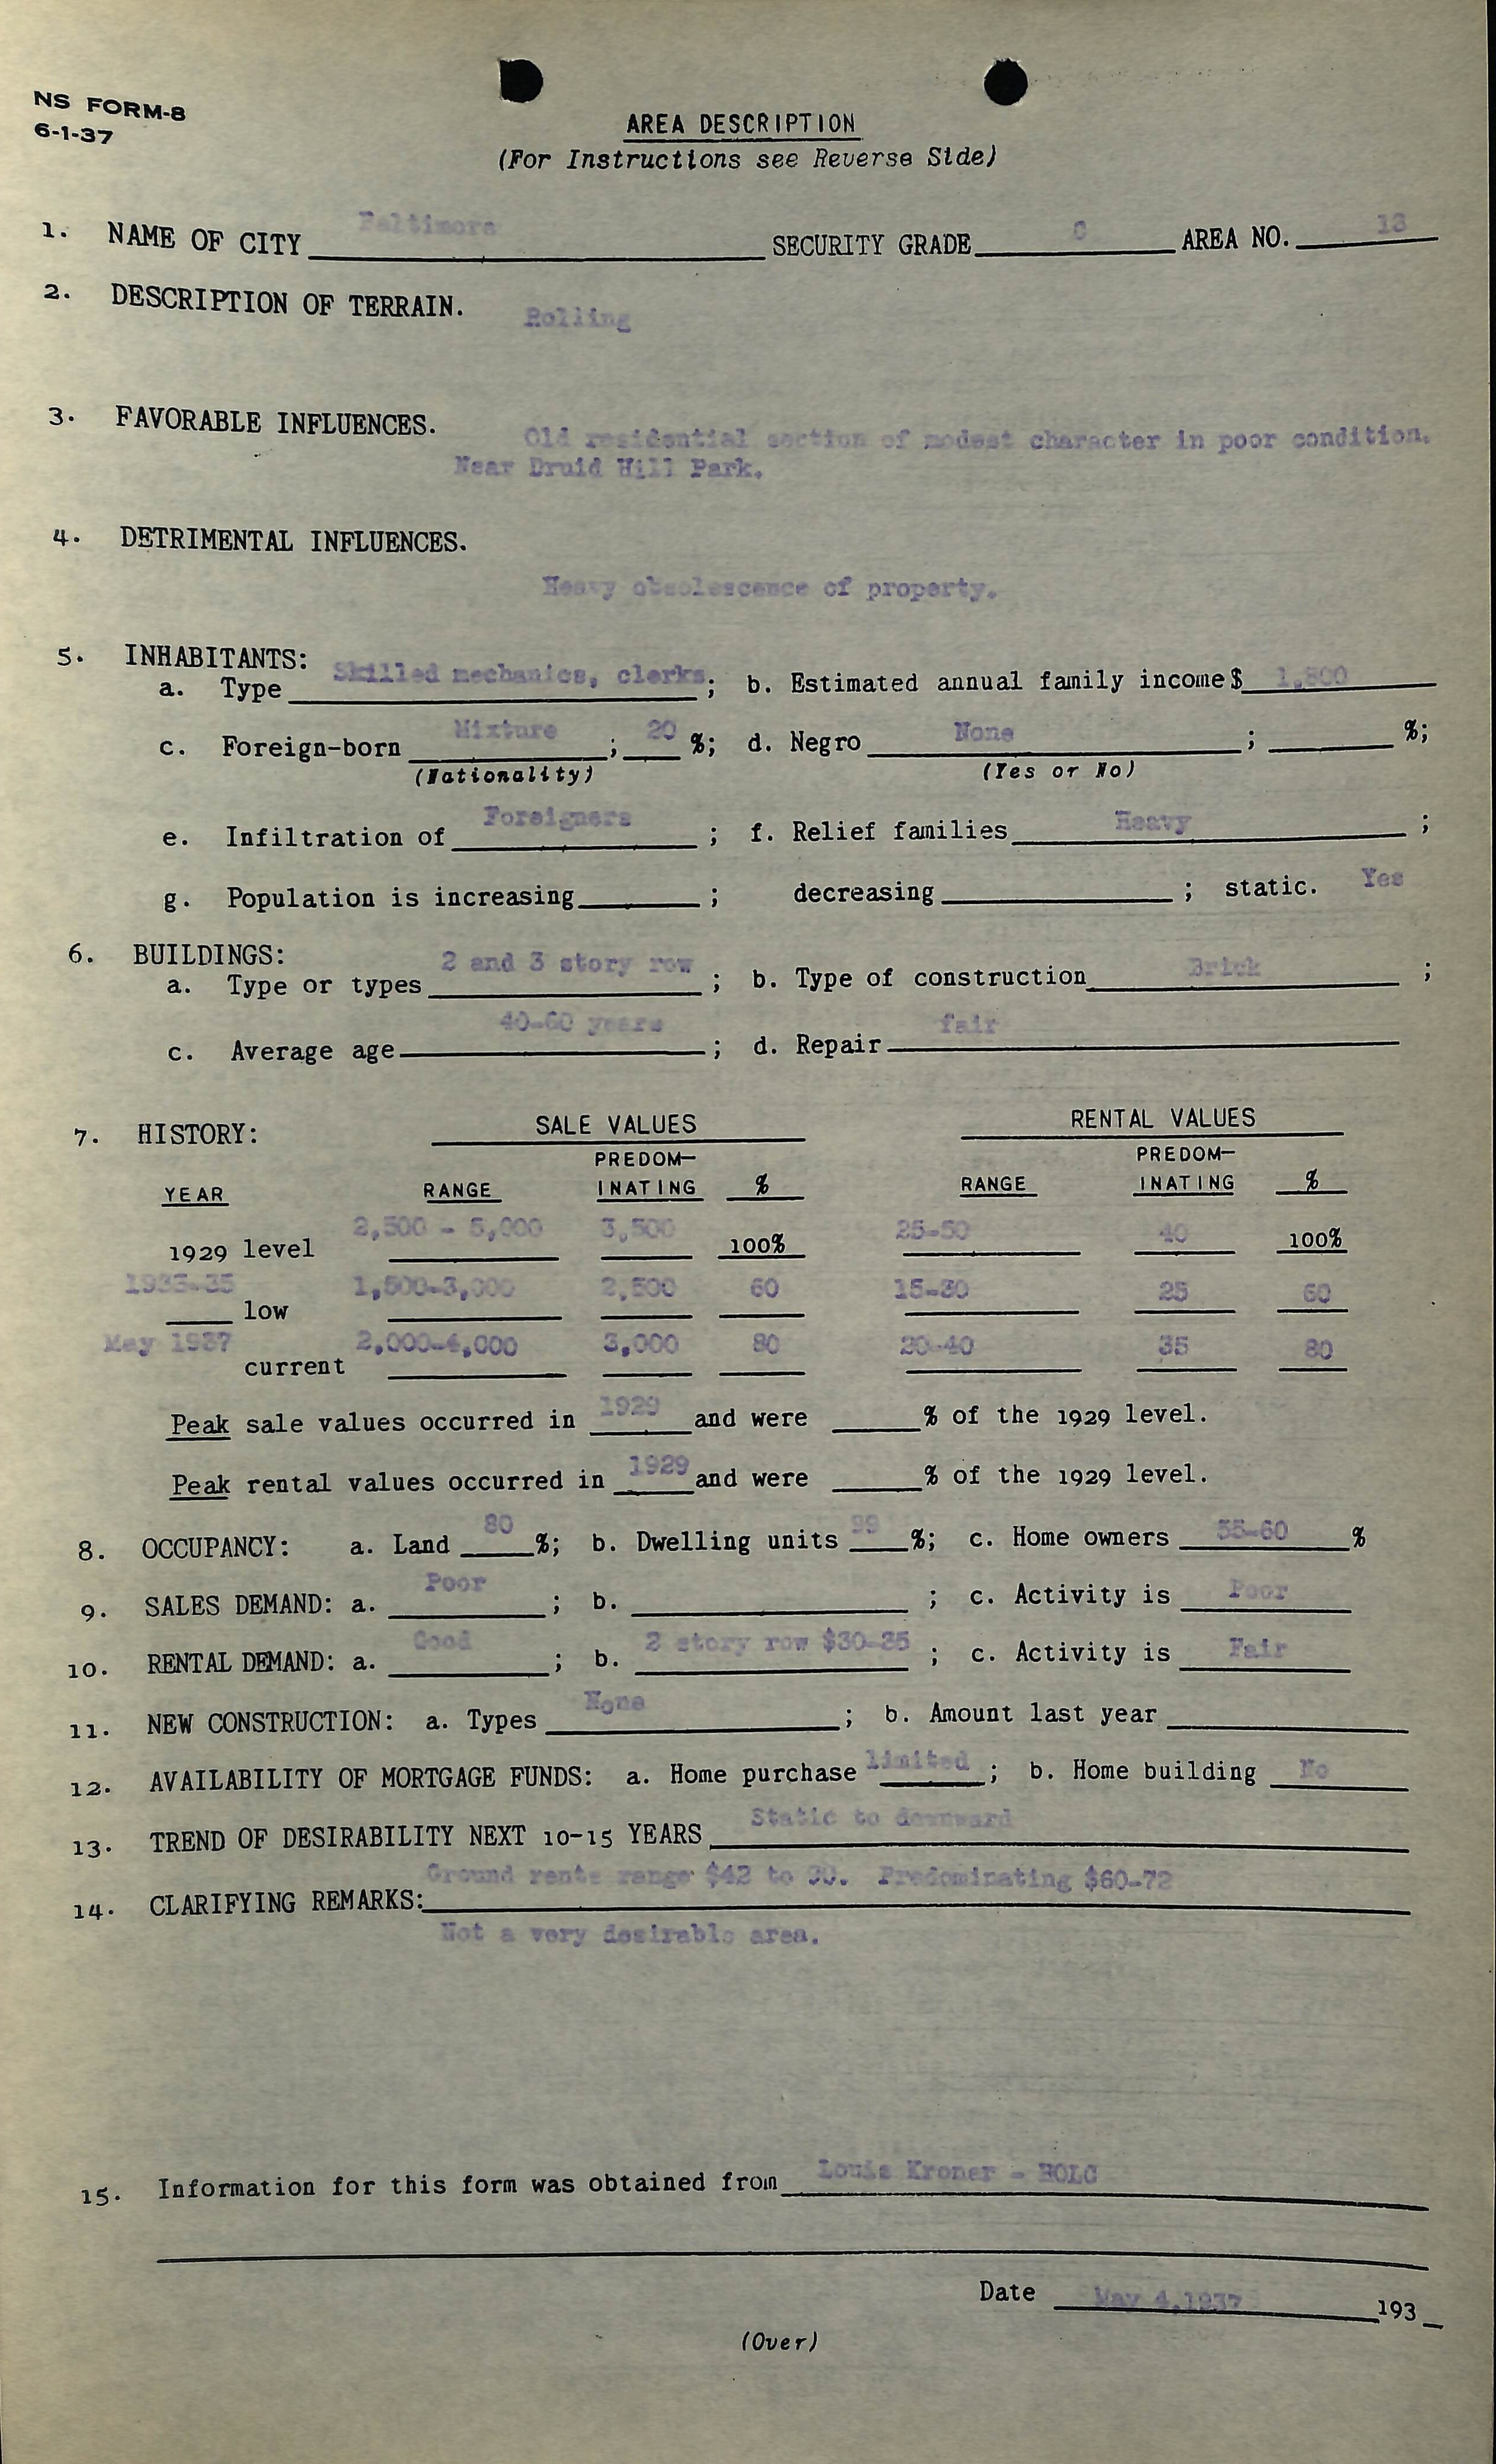 NS FORM-8
6-1-37
AREA DESCRIPTION
(For Instructions see Reverse Side)
1. NAME OF CITY Baltimore SECURITY GRADE C AREA NO.
2. DESCRIPTION OF TERRAIN. Rolling
3. FAVORABLE INFLUENCES. Old residential section of modest character in poor condition.
Near Druid Hill Park.
4. DETRIMENTAL INFLUENCES.
Heavy obsolescence of property.
5. INHABITANTS:
a. Type Skilled mechanics, clerks; b. Estimated annual family income $ 1,800
c. Foreign-born Mixture ; 20 %; d. Negro None ; %;
(Nationality) (Yes or No)
e. Infiltration of Foreigners ; f. Relief families Heavy ;
g. Population is increasing ; decreasing ; static. Yes
6. BUILDINGS:
a. Type or types 2 and 3 story row ; b. Type of construction Brick ;
c. Average age 40-60 years ; d. Repair fair
7. HISTORY: SALE VALUES RENTAL VALUES
PREDOM- PREDOM-
YEAR RANGE INATING % RANGE INATING %
1929 level 2,500 - 5,000 3,500 100% 25-50 40 100%
1933-35 low 1,500-3,000 2,500 60 15-30 25 60
May 1937 current 2,000-4,000 3,000 80 20-40 35 80
Peak sale values occurred in 1929 and were % of the 1929 level.
Peak rental values occurred in 1929 and were % of the 1929 level.
8. OCCUPANCY: a. Land 80 %; b. Dwelling units 99 %; c. Home owners 55-60 %
9. SALES DEMAND: a. Poor ; b. ; c. Activity is Poor
10. RENTAL DEMAND: a. Good ; b. 2 story row $30-35 ; c. Activity is Fair
11. NEW CONSTRUCTION: a. Types None ; b. Amount last year
12. AVAILABILITY OF MORTGAGE FUNDS: a. Home purchase limited ; b. Home building No
13. TREND OF DESIRABILITY NEXT 10-15 YEARS Static to downward
14. CLARIFYING REMARKS: Ground rents range $42 to 90. Predominating $60-72
Not a very desirable area.
15. Information for this form was obtained from Louis Kroner - HOLC
Date May 4, 1937 193_
(Over)